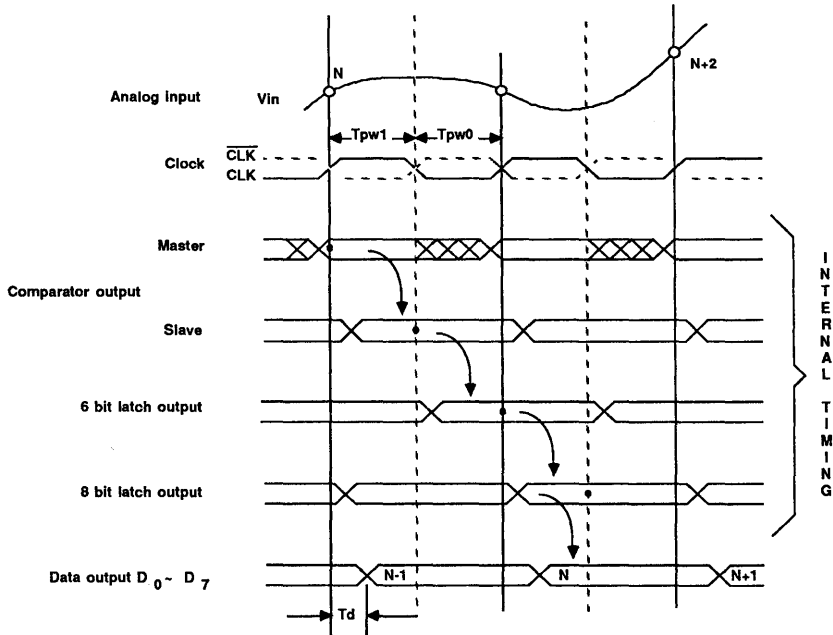 N
N+2
Analog input Vin
Tpw1 Tpw0
Clock CLK
CLK
Master
Comparator output
Slave
6 bit latch output
8 bit latch output
INTERNAL TIMING
Data output D0~ D7 N-1 N N+1
Td